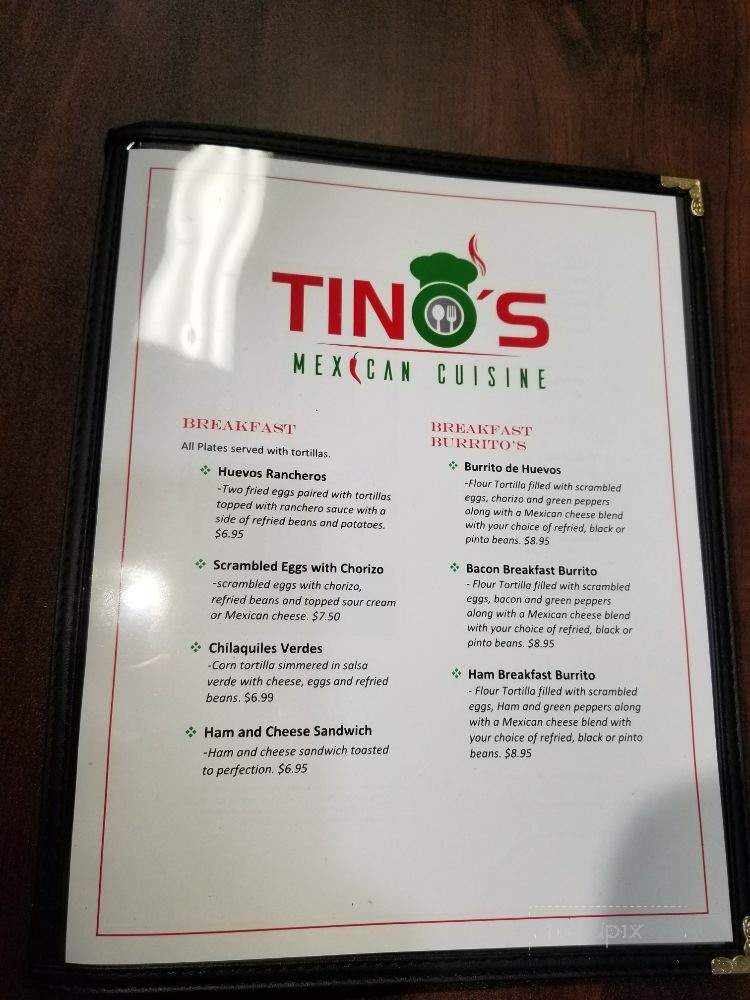 TINO'S
MEXICAN CUISINE
BREAKFAST
All Plates served with tortillas.
Huevos Rancheros
-Two fried eggs paired with tortillas
topped with ranchero sauce with a
side of refried beans and potatoes.
$6.95
Scrambled Eggs with Chorizo
-scrambled eggs with chorizo,
refried beans and topped sour cream
or Mexican cheese. $7.50
Chilaquiles Verdes
-Corn tortilla simmered in salsa
verde with cheese, eggs and refried
beans. $6.99
Ham and Cheese Sandwich
-Ham and cheese sandwich toasted
to perfection. $6.95
BREAKFAST
BURRITO'S
Burrito de Huevos
-Flour Tortilla filled with scrambled
eggs, chorizo and green peppers
along with a Mexican cheese blend
with your choice of refried, black or
pinto beans. $8.95
Bacon Breakfast Burrito
- Flour Tortilla filled with scrambled
eggs, bacon and green peppers
along with a Mexican cheese blend
with your choice of refried, black or
pinto beans. $8.95
Ham Breakfast Burrito
- Flour Tortilla filled with scrambled
eggs, Ham and green peppers along
with a Mexican cheese blend with
your choice of refried, black or pinto
beans. $8.95